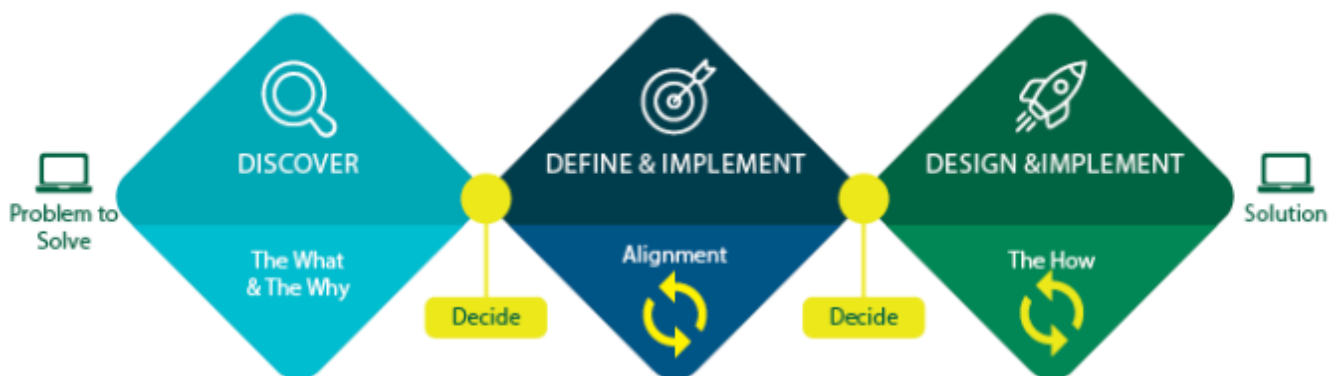 DISCOVER
DEFINE & IMPLEMENT
DESIGN &IMPLEMENT
Problem to
Solve
Solution
The What
& The Why
Alignment
The How
Decide
Decide